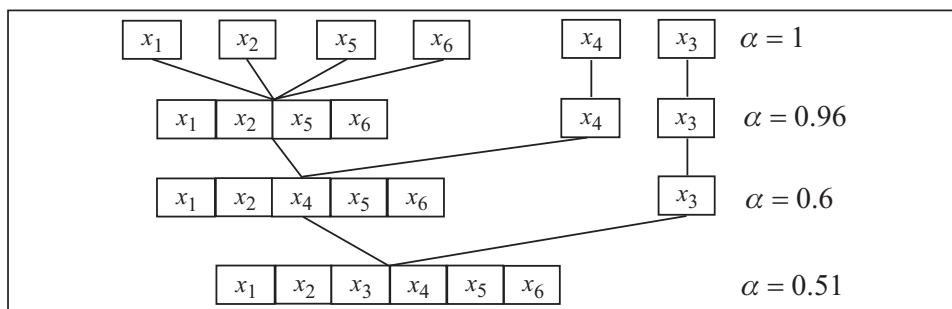 x₁ x₂ x₅ x₆ x₄ x₃ α = 1
x₁ x₂ x₅ x₆ x₄ x₃ α = 0.96
x₁ x₂ x₄ x₅ x₆ x₃ α = 0.6
x₁ x₂ x₃ x₄ x₅ x₆ α = 0.51